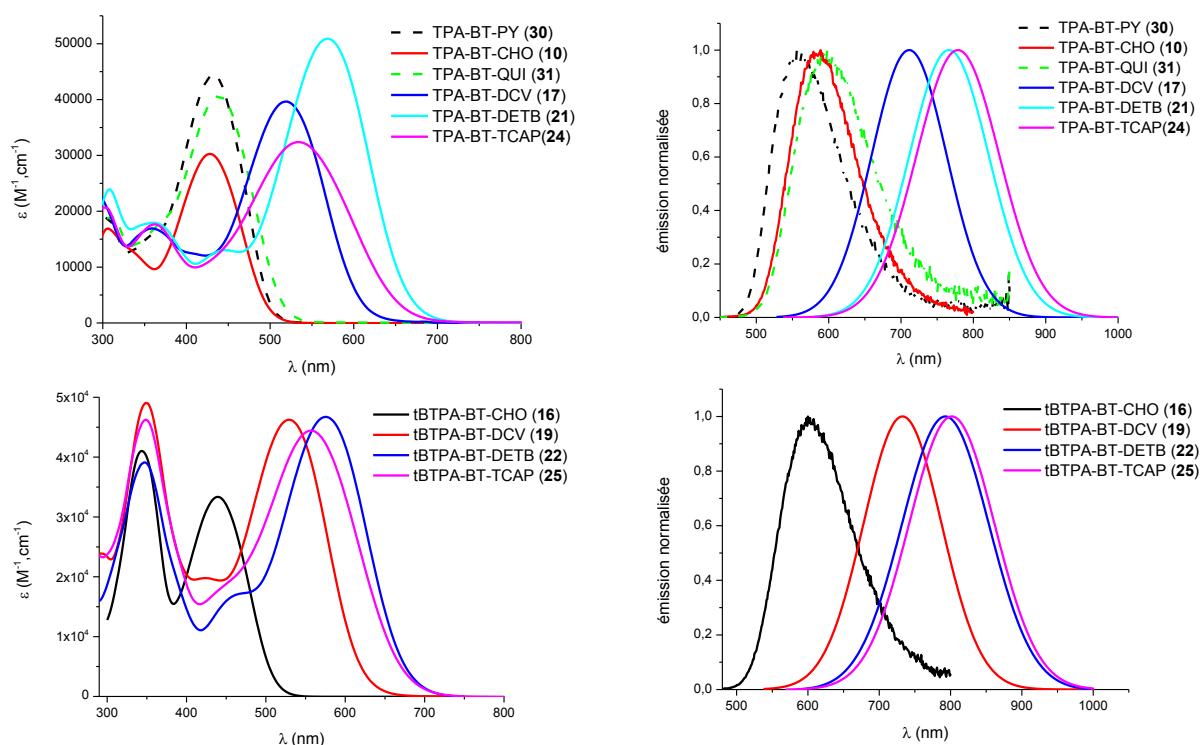 50000
40000
30000
20000
10000
0
ε (M⁻¹,cm⁻¹)
TPA-BT-PY (30)
TPA-BT-CHO (10)
TPA-BT-QUI (31)
TPA-BT-DCV (17)
TPA-BT-DETB (21)
TPA-BT-TCAP(24)
300 400 500 600 700 800
λ (nm)
1,0
0,8
0,6
0,4
0,2
0,0
émission normalisée
TPA-BT-PY (30)
TPA-BT-CHO (10)
TPA-BT-QUI (31)
TPA-BT-DCV (17)
TPA-BT-DETB (21)
TPA-BT-TCAP(24)
500 600 700 800 900 1000
λ (nm)
5x10⁴
4x10⁴
3x10⁴
2x10⁴
1x10⁴
0
ε (M⁻¹,cm⁻¹)
tBTPA-BT-CHO (16)
tBTPA-BT-DCV (19)
tBTPA-BT-DETB (22)
tBTPA-BT-TCAP (25)
300 400 500 600 700 800
λ (nm)
1,0
0,8
0,6
0,4
0,2
0,0
émission normalisée
tBTPA-BT-CHO (16)
tBTPA-BT-DCV (19)
tBTPA-BT-DETB (22)
tBTPA-BT-TCAP (25)
500 600 700 800 900 1000
λ (nm)